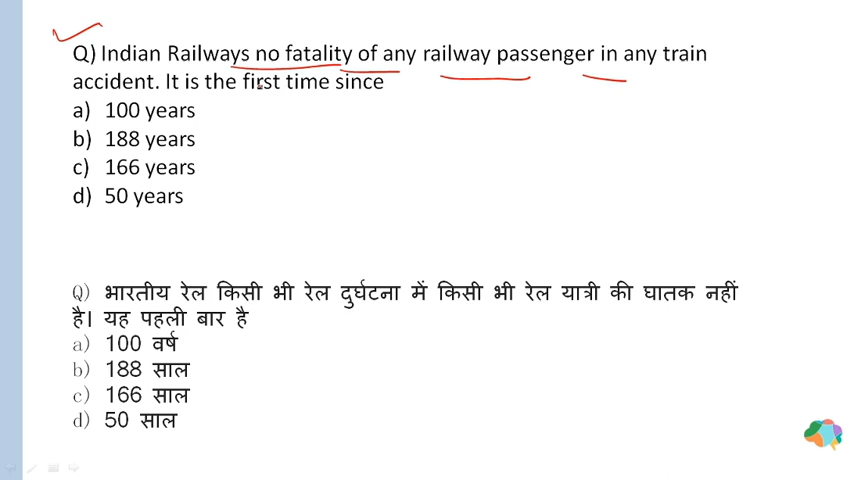 Q) Indian Railways no fatality of any railway passenger in any train
accident. It is the first time since
a) 100 years
b) 188 years
c) 166 years
d) 50 years
Q) भारतीय रेल किसी भी रेल दुर्घटना में किसी भी रेल यात्री की घातक नहीं
है। यह पहली बार है
a) 100 वर्ष
b) 188 साल
c) 166 साल
d) 50 साल